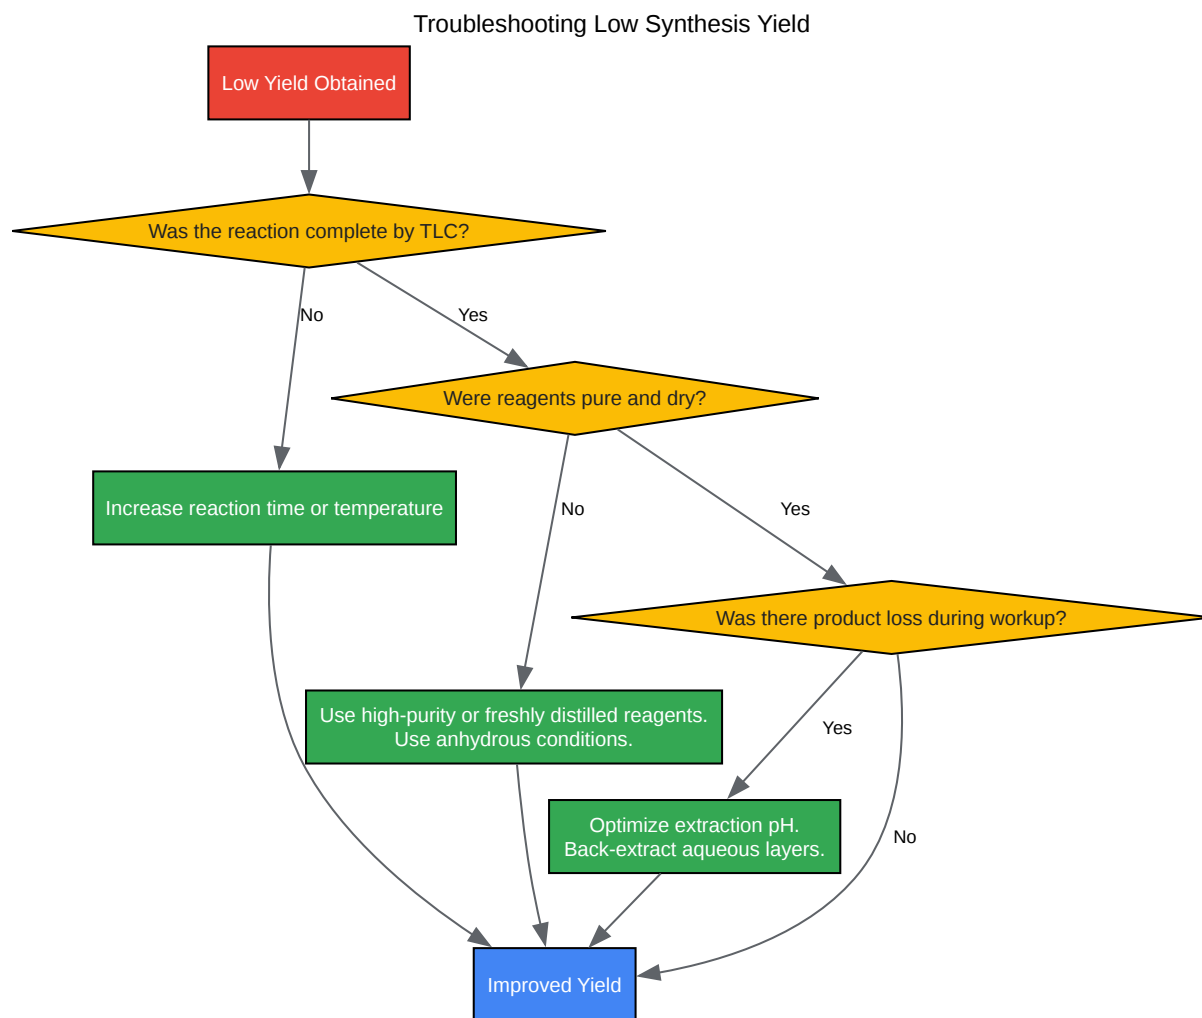 Troubleshooting Low Synthesis Yield
Low Yield Obtained
Was the reaction complete by TLC?
No
Yes
Were reagents pure and dry?
Increase reaction time or temperature
No
Yes
Was there product loss during workup?
Use high-purity or freshly distilled reagents.
Use anhydrous conditions.
Yes
Optimize extraction pH.
Back-extract aqueous layers.
No
Improved Yield